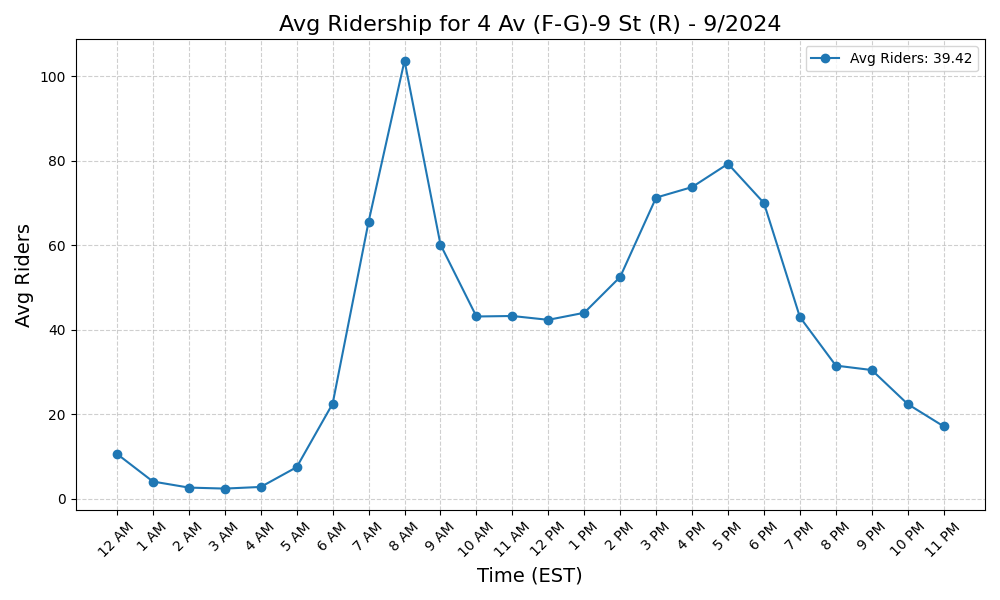 Avg Ridership for 4 Av (F-G)-9 St (R) - 9/2024
Avg Riders: 39.42
Avg Riders
100
80
60
40
20
0
12 AM 1 AM 2 AM 3 AM 4 AM 5 AM 6 AM 7 AM 8 AM 9 AM 10 AM 11 AM 12 PM 1 PM 2 PM 3 PM 4 PM 5 PM 6 PM 7 PM 8 PM 9 PM 10 PM 11 PM
Time (EST)